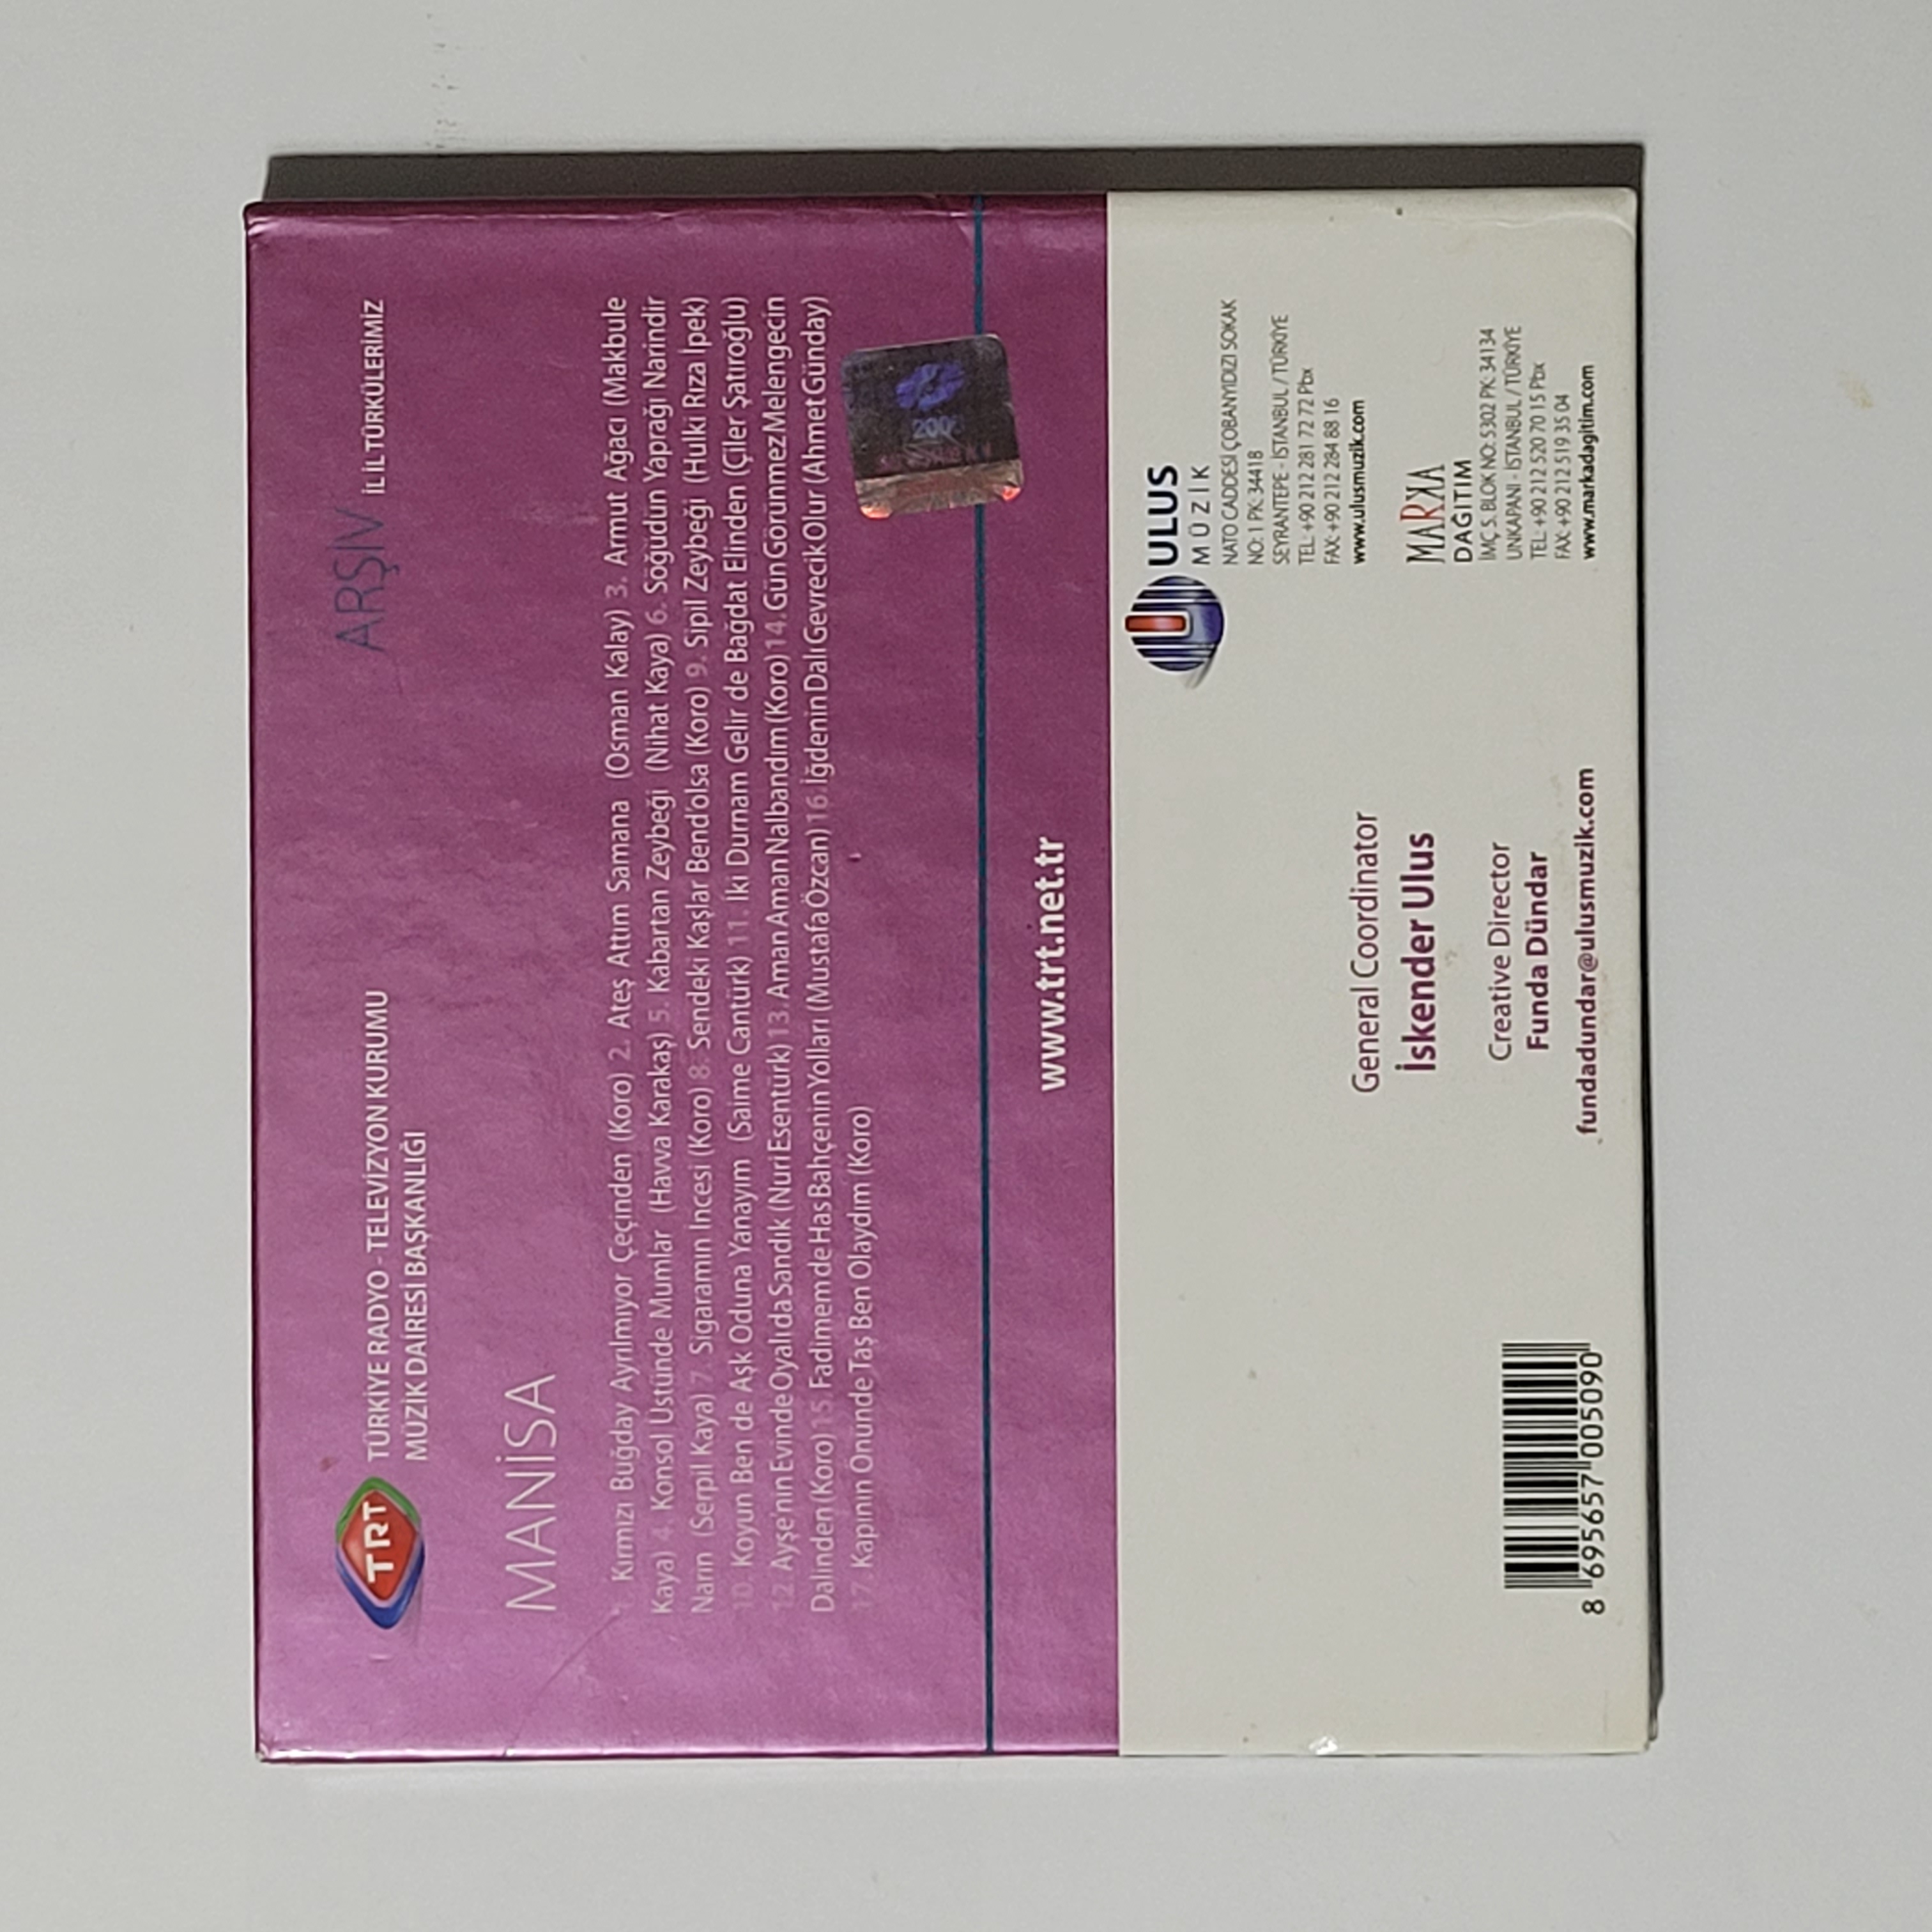 TRT
TÜRKİYE RADYO - TELEVİZYON KURUMU
MÜZİK DAİRESİ BAŞKANLIĞI
ARŞİV İL İL TÜRKÜLERİMİZ
MANİSA
1. Kırmızı Buğday Ayrılmıyor Çeçinden (Koro) 2. Ateş Attım Samana (Osman Kalay) 3. Armut Ağacı (Makbule
Kaya) 4. Konsol Üstünde Mumlar (Havva Karakaş) 5. Kabartan Zeybeği (Nihat Kaya) 6. Söğüdün Yaprağı Narindir
Narin (Serpil Kaya) 7. Sigaramın İncesi (Koro) 8. Sendeki Kaşlar Bend'olsa (Koro) 9. Sipil Zeybeği (Hulki Rıza İpek)
10. Koyun Ben de Aşk Oduna Yanayım (Saime Cantürk) 11. İki Durnam Gelir de Bağdat Elinden (Çiler Şatıroğlu)
12. Ayşe'nin Evinde Oyalı da Sandık (Nuri Esentürk) 13. Aman Aman Nalbandım (Koro) 14. Gün Görünmez Melengecin
Dalinden (Koro) 15. Fadimem de Has Bahçenin Yolları (Mustafa Özcan) 16. İğdenin Dalı Gevrecik Olur (Ahmet Günday)
17. Kapının Önünde Taş Ben Olaydım (Koro)
www.trt.net.tr
8 695657 005090
General Coordinator
İskender Ulus
Creative Director
Funda Dündar
fundadundar@ulusmuzik.com
ULUS
MÜZİK
NATO CADDESİ ÇOBANYIDIZI SOKAK
NO: 1 PK: 34418
SEYRANTEPE - İSTANBUL / TÜRKİYE
TEL: +90 212 281 72 72 Pbx
FAX: +90 212 284 88 16
www.ulusmuzik.com
MARKA
DAĞITIM
İMÇ. 5. BLOK NO: 5302 PK: 34134
UNKAPANI - İSTANBUL / TÜRKİYE
TEL: +90 212 520 70 15 Pbx
FAX: +90 212 519 35 04
www.markadagitim.com